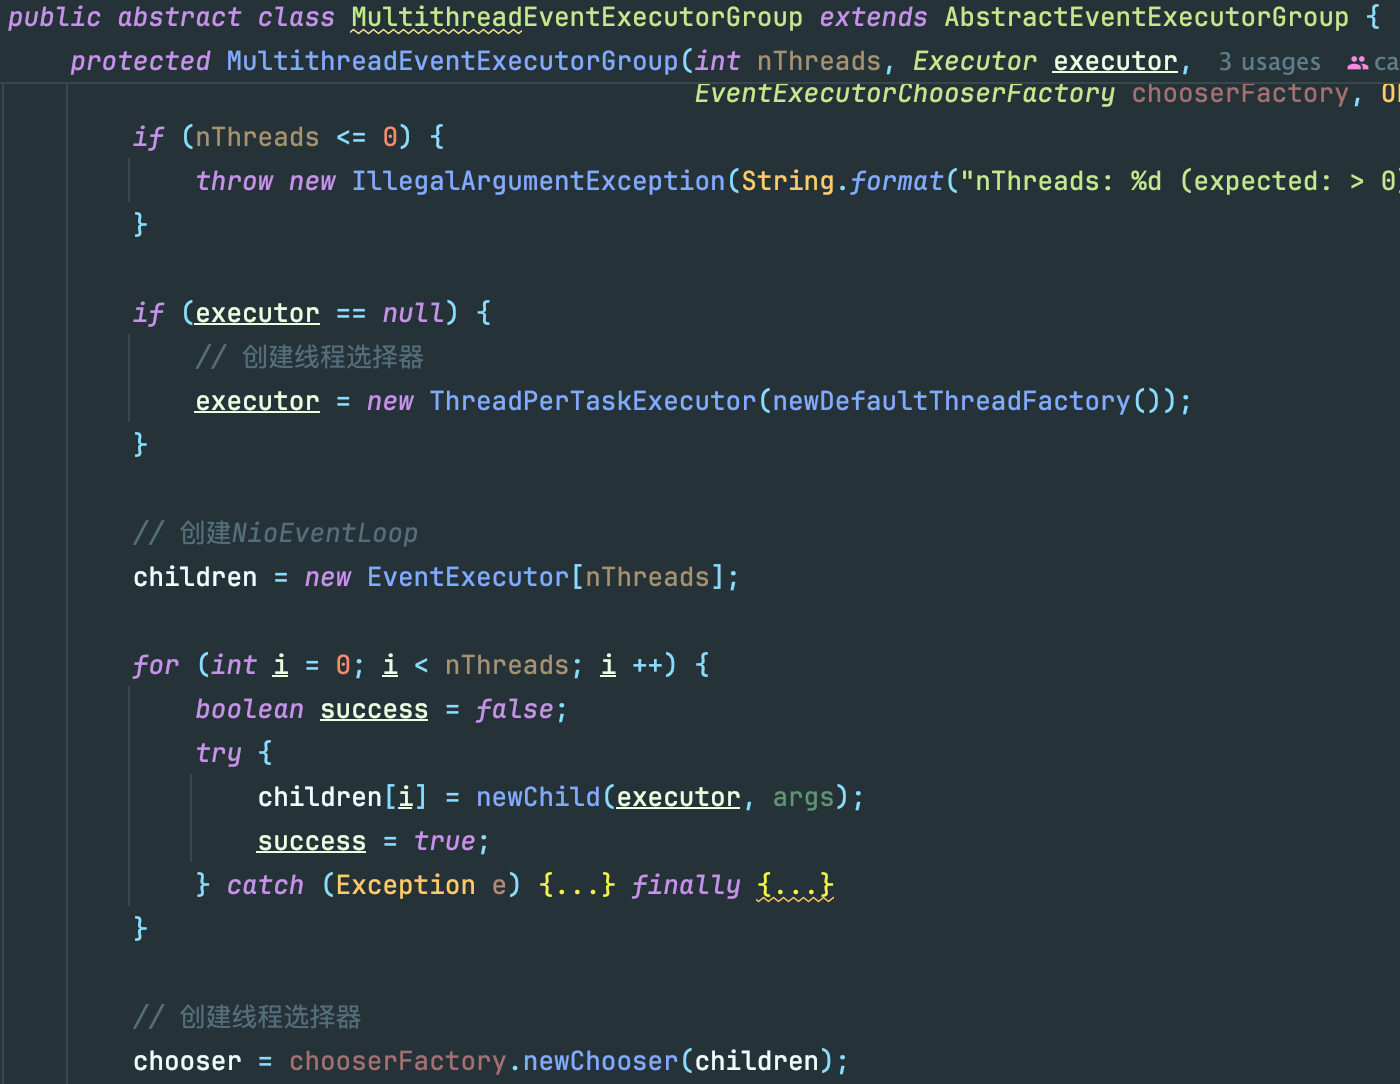 public abstract class MultithreadEventExecutorGroup extends AbstractEventExecutorGroup {
protected MultithreadEventExecutorGroup(int nThreads, Executor executor, 3 usages ca
EventExecutorChooserFactory chooserFactory, Ob
if (nThreads <= 0) {
throw new IllegalArgumentException(String.format("nThreads: %d (expected: > 0)
}
if (executor == null) {
// 创建线程选择器
executor = new ThreadPerTaskExecutor(newDefaultThreadFactory());
}
// 创建NioEventLoop
children = new EventExecutor[nThreads];
for (int i = 0; i < nThreads; i ++) {
boolean success = false;
try {
children[i] = newChild(executor, args);
success = true;
} catch (Exception e) {...} finally {...}
}
// 创建线程选择器
chooser = chooserFactory.newChooser(children);